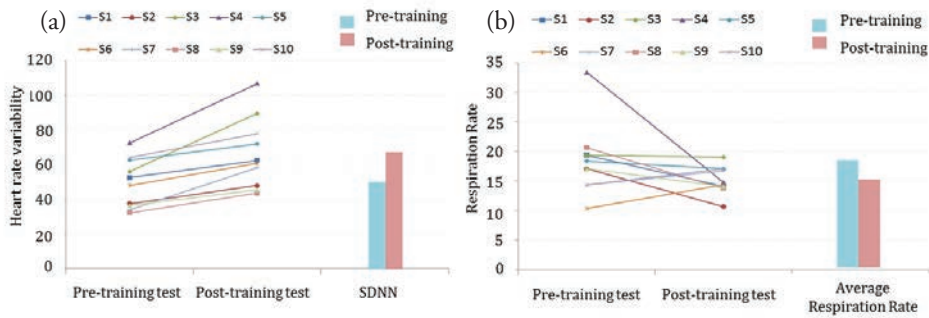 (a)
S1 S2 S3 S4 S5
S6 S7 S8 S9 S10
Pre-training
Post-training
120
100
80
60
40
20
0
Heart rate variability
Pre-training test Post-training test SDNN
(b)
S1 S2 S3 S4 S5
S6 S7 S8 S9 S10
Pre-training
Post-training
35
30
25
20
15
15
5
0
Respiration Rate
Pre-training test Post-training test Average
Respiration Rate